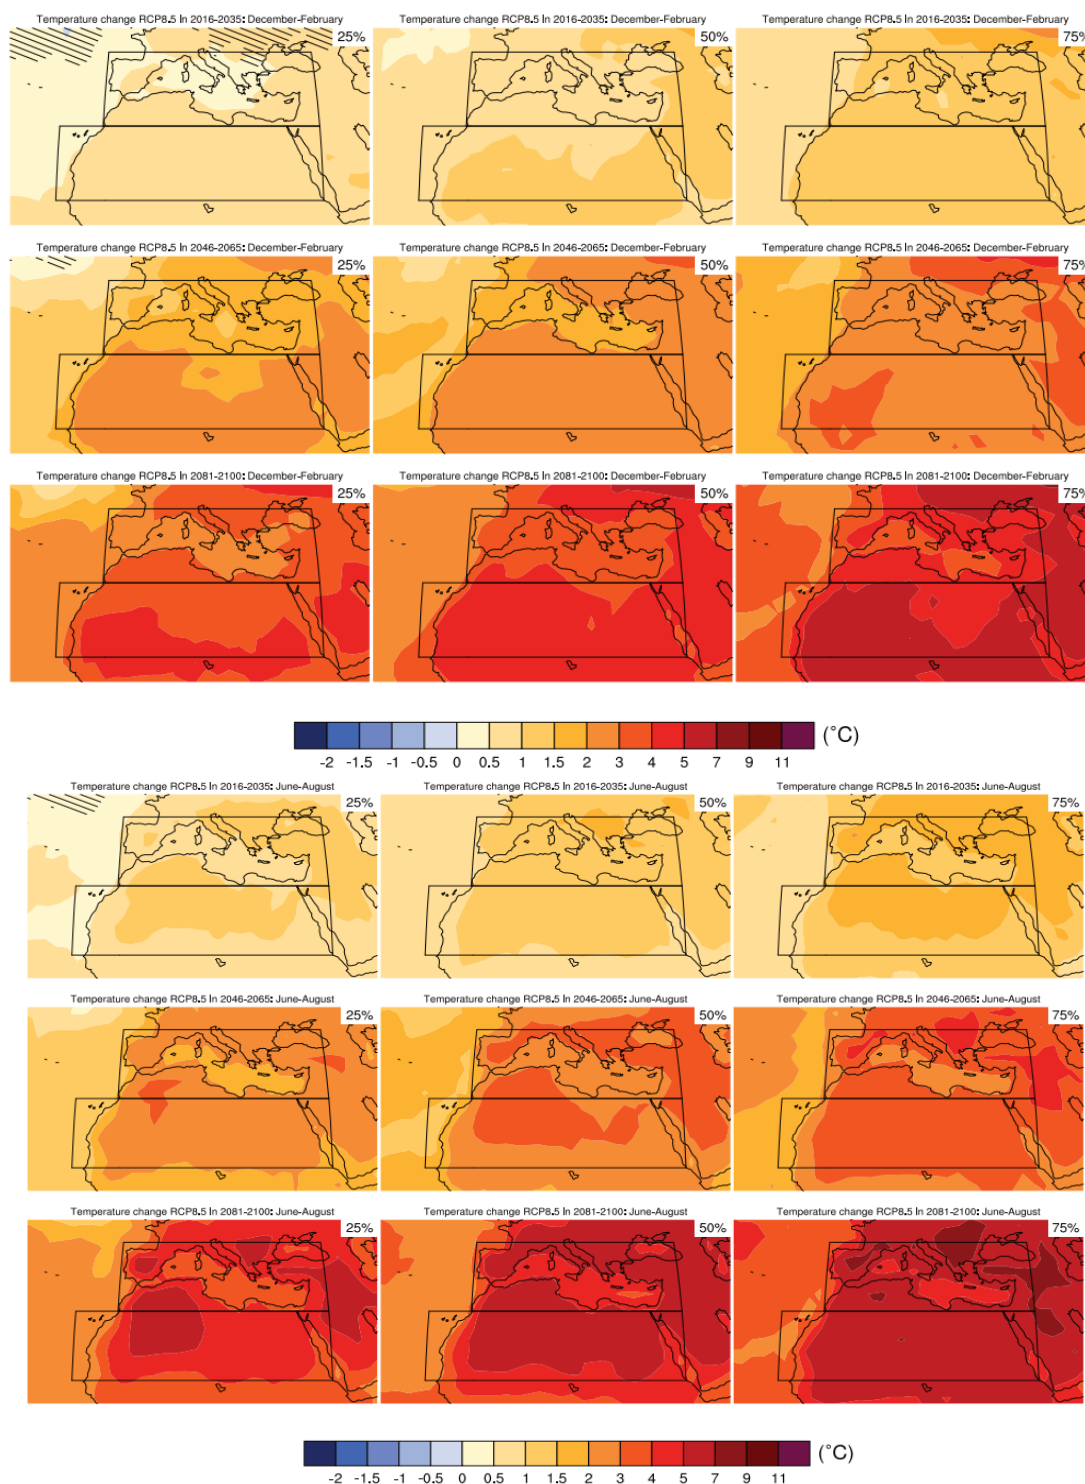 Temperature change RCP8.5 in 2016-2035: December-February
25%
Temperature change RCP8.5 in 2016-2035: December-February
50%
Temperature change RCP8.5 in 2016-2035: December-February
75%
Temperature change RCP8.5 in 2046-2065: December-February
25%
Temperature change RCP8.5 in 2046-2065: December-February
50%
Temperature change RCP8.5 in 2046-2065: December-February
75%
Temperature change RCP8.5 in 2081-2100: December-February
25%
Temperature change RCP8.5 in 2081-2100: December-February
50%
Temperature change RCP8.5 in 2081-2100: December-February
75%
(°C)
-2 -1.5 -1 -0.5 0 0.5 1 1.5 2 3 4 5 7 9 11
Temperature change RCP8.5 in 2016-2035: June-August
25%
Temperature change RCP8.5 in 2016-2035: June-August
50%
Temperature change RCP8.5 in 2016-2035: June-August
75%
Temperature change RCP8.5 in 2046-2065: June-August
25%
Temperature change RCP8.5 in 2046-2065: June-August
50%
Temperature change RCP8.5 in 2046-2065: June-August
75%
Temperature change RCP8.5 in 2081-2100: June-August
25%
Temperature change RCP8.5 in 2081-2100: June-August
50%
Temperature change RCP8.5 in 2081-2100: June-August
75%
(°C)
-2 -1.5 -1 -0.5 0 0.5 1 1.5 2 3 4 5 7 9 11